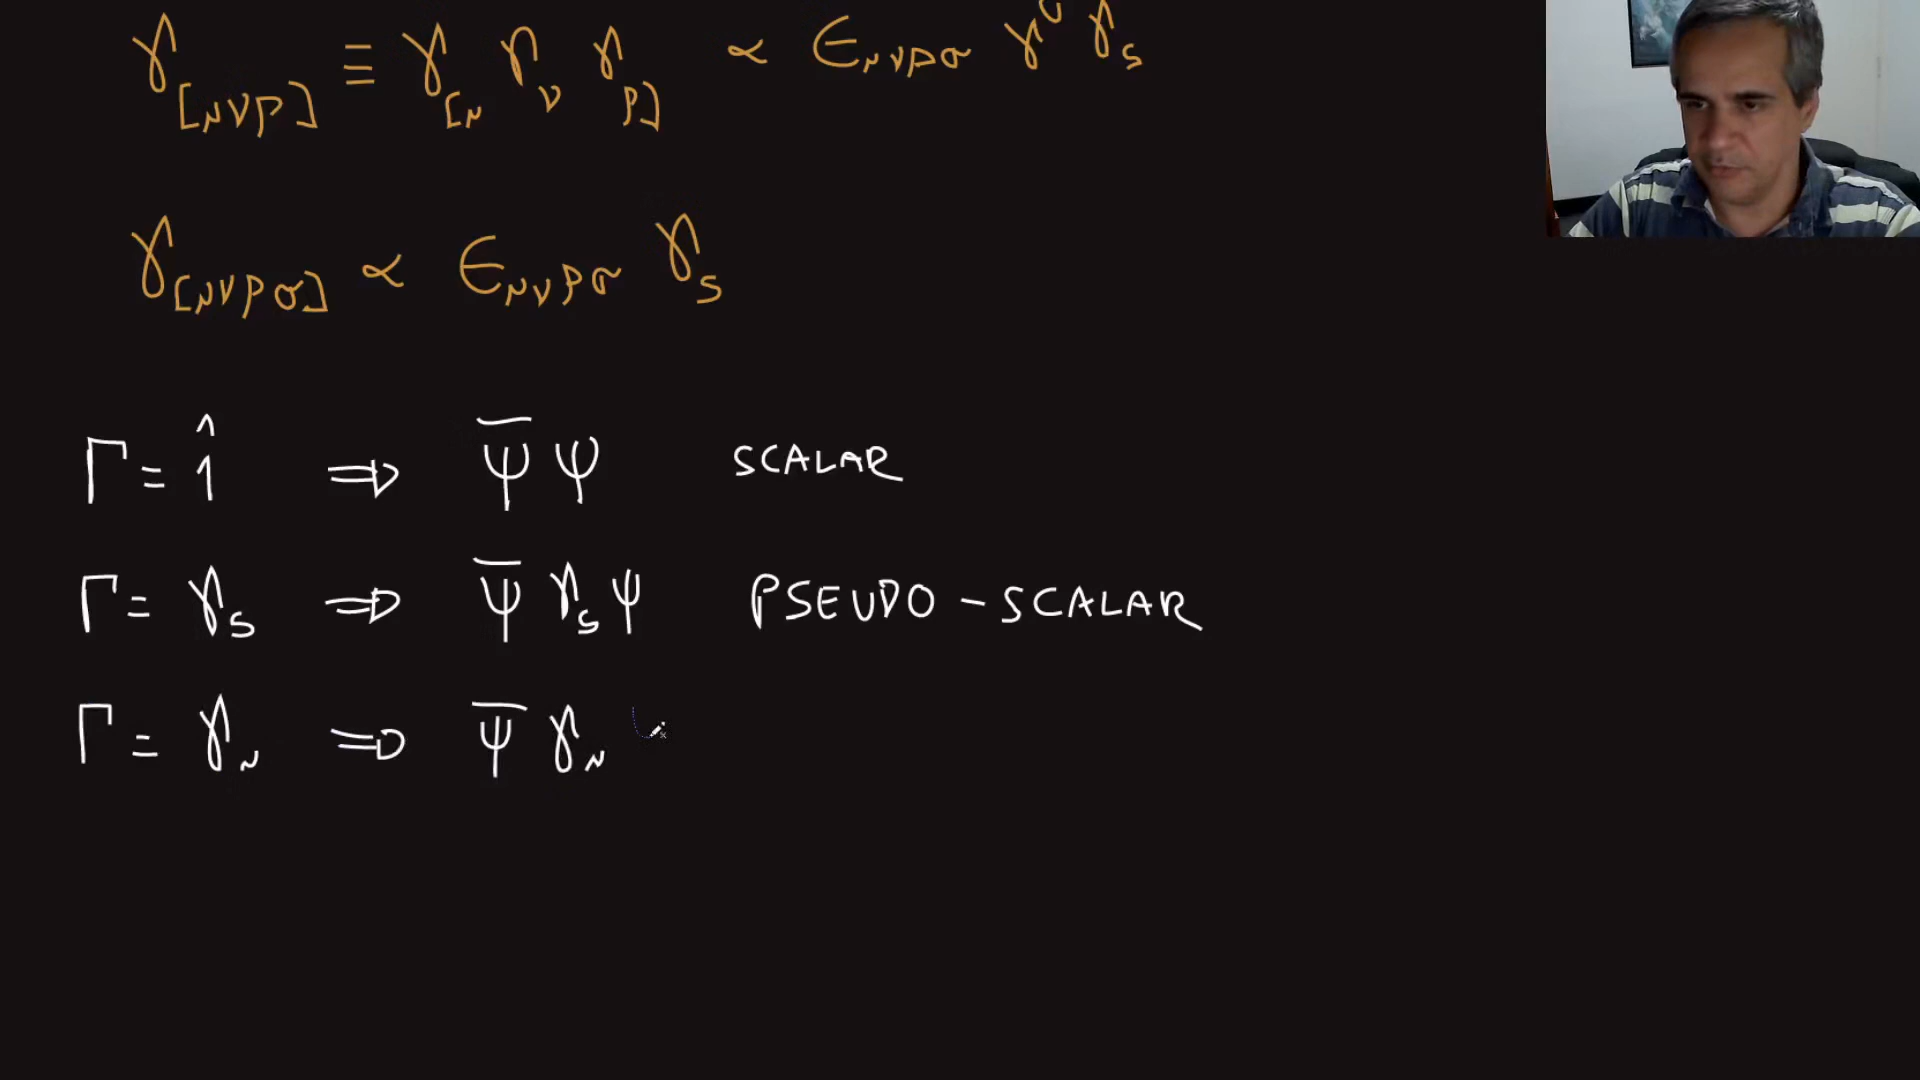 γ[μνρ] ≡ γ[μ γν γρ] ∝ ϵμνρσ γσ γ5
γ[μνρσ] ∝ ϵμνρσ γ5
Γ = 1̂ ⇒ ψ̄ ψ SCALAR
Γ = γ5 ⇒ ψ̄ γ5 ψ PSEUDO - SCALAR
Γ = γμ ⇒ ψ̄ γμ